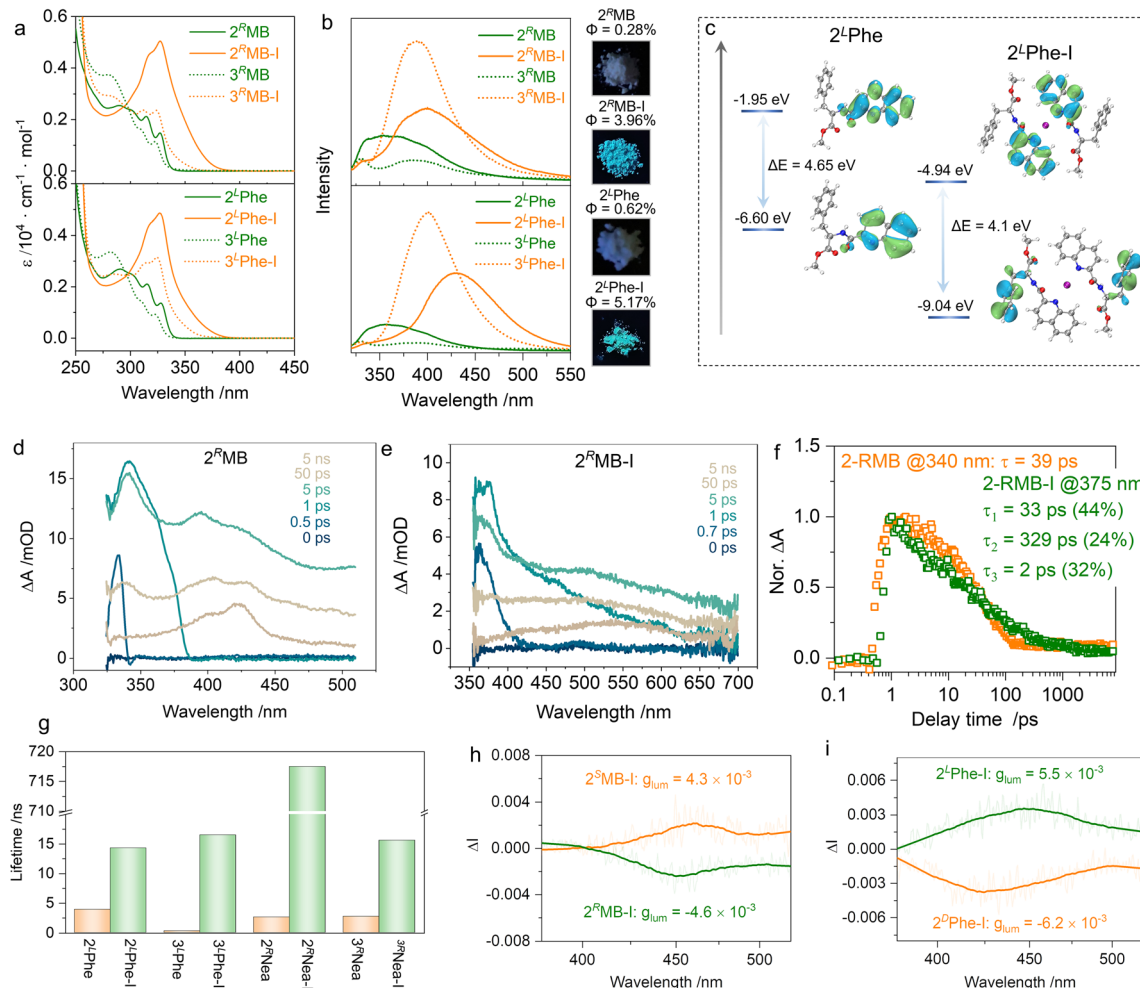 a
0.6
0.4
0.2
0.0
0.6
0.4
0.2
0.0
ε /10⁴ · cm⁻¹ · mol⁻¹
2ᴿMB
2ᴿMB-I
3ᴿMB
3ᴿMB-I
2ᴸPhe
2ᴸPhe-I
3ᴸPhe
3ᴸPhe-I
250 300 350 400 450
Wavelength /nm
b
Intensity
2ᴿMB
2ᴿMB-I
3ᴿMB
3ᴿMB-I
2ᴸPhe
2ᴸPhe-I
3ᴸPhe
3ᴸPhe-I
350 400 450 500 550
Wavelength /nm
2ᴿMB
Φ = 0.28%
2ᴿMB-I
Φ = 3.96%
2ᴸPhe
Φ = 0.62%
2ᴸPhe-I
Φ = 5.17%
c
2ᴸPhe
-1.95 eV
ΔE = 4.65 eV
-6.60 eV
2ᴸPhe-I
-4.94 eV
ΔE = 4.1 eV
-9.04 eV
d
2ᴿMB
5 ns
50 ps
5 ps
1 ps
0.5 ps
0 ps
ΔA /mOD
15
10
5
0
300 350 400 450 500
Wavelength /nm
e
2ᴿMB-I
5 ns
50 ps
5 ps
1 ps
0.7 ps
0 ps
ΔA /mOD
10
8
6
4
2
0
350 400 450 500 550 600 650 700
Wavelength /nm
f
2-RMB @340 nm: τ = 39 ps
2-RMB-I @375 nm
τ₁ = 33 ps (44%)
τ₂ = 329 ps (24%)
τ₃ = 2 ps (32%)
Nor. ΔA
1.5
1.0
0.5
0.0
0.1 1 10 100 1000
Delay time /ps
g
Lifetime /ns
720
715
710
15
10
5
0
2ᴸPhe
2ᴸPhe-I
3ᴸPhe
3ᴸPhe-I
2ᴿNea
2ᴿNea-I
3ᴿNea
³ᴿNea-I
h
ΔI
0.008
0.004
0.000
-0.004
-0.008
2ˢMB-I: g_lum = 4.3 × 10⁻³
2ᴿMB-I: g_lum = -4.6 × 10⁻³
400 450 500
Wavelength /nm
i
ΔI
0.006
0.003
0.000
-0.003
-0.006
2ᴸPhe-I: g_lum = 5.5 × 10⁻³
2ᴰPhe-I: g_lum = -6.2 × 10⁻³
400 450 500
Wavelength /nm